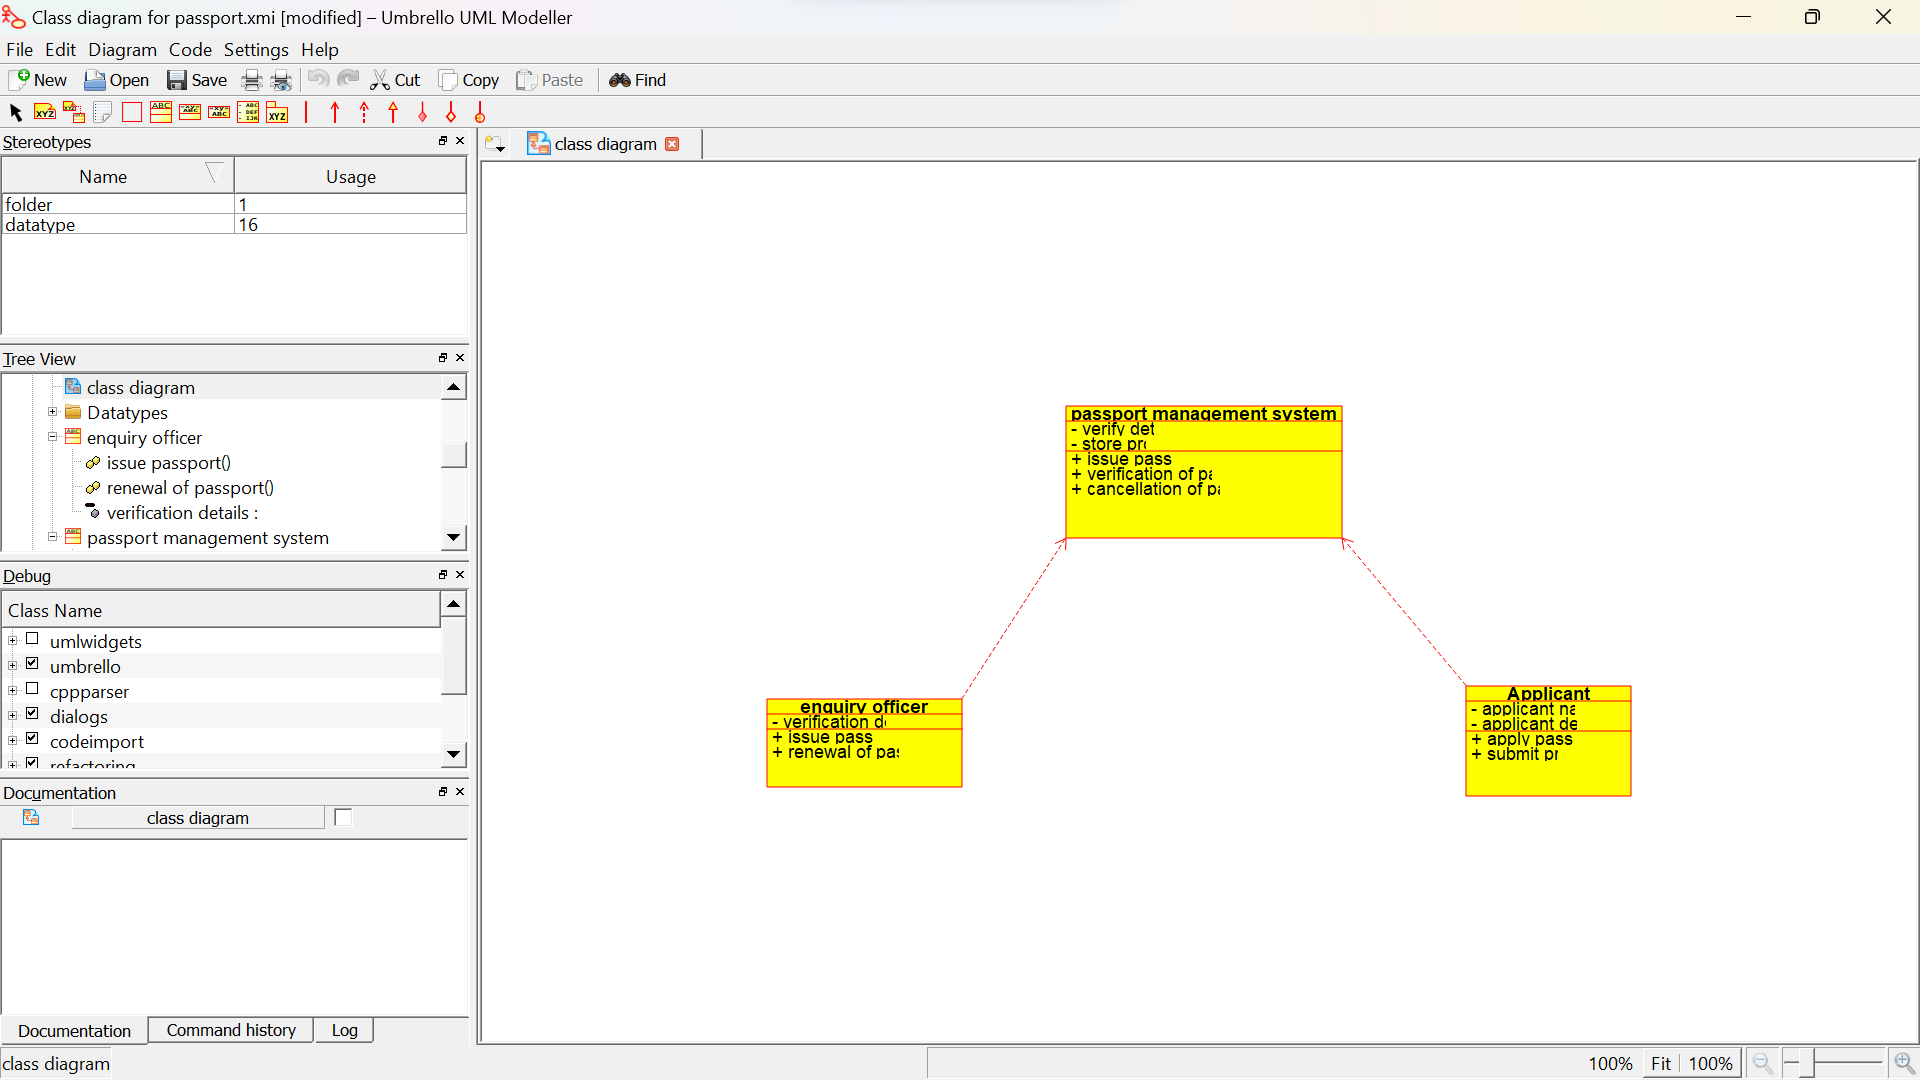 Class diagram for passport.xmi [modified] – Umbrello UML Modeller
File Edit Diagram Code Settings Help
New Open Save Cut Copy Paste Find
Stereotypes
Name Usage
folder 1
datatype 16
Tree View
class diagram
Datatypes
enquiry officer
issue passport()
renewal of passport()
verification details :
passport management system
Debug
Class Name
umlwidgets
umbrello
cppparser
dialogs
codeimport
refactoring
Documentation
class diagram
Documentation Command history Log
class diagram
class diagram
passport management system
- verify det
- store pro
+ issue pass
+ verification of pa
+ cancellation of pa
enquiry officer
- verification de
+ issue pass
+ renewal of pas
Applicant
- applicant na
- applicant de
+ apply pass
+ submit pr
100% Fit 100%